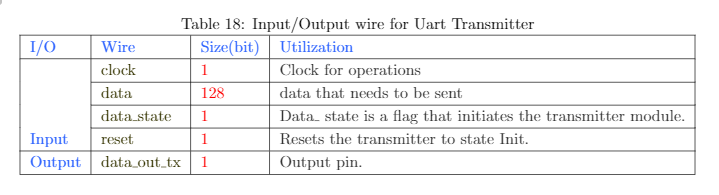 Table 18: Input/Output wire for Uart Transmitter
I/O Wire Size(bit) Utilization
clock 1 Clock for operations
data 128 data that needs to be sent
data_state 1 Data_ state is a flag that initiates the transmitter module.
Input reset 1 Resets the transmitter to state Init.
Output data_out_tx 1 Output pin.